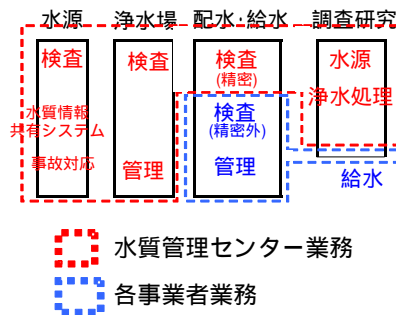 水源 浄水場 配水・給水 調査研究
検査
水質情報
共有システム
事故対応
検査
管理
検査
(精密)
検査
(精密外)
管理
水源
浄水処理
給水
水質管理センター業務
各事業者業務